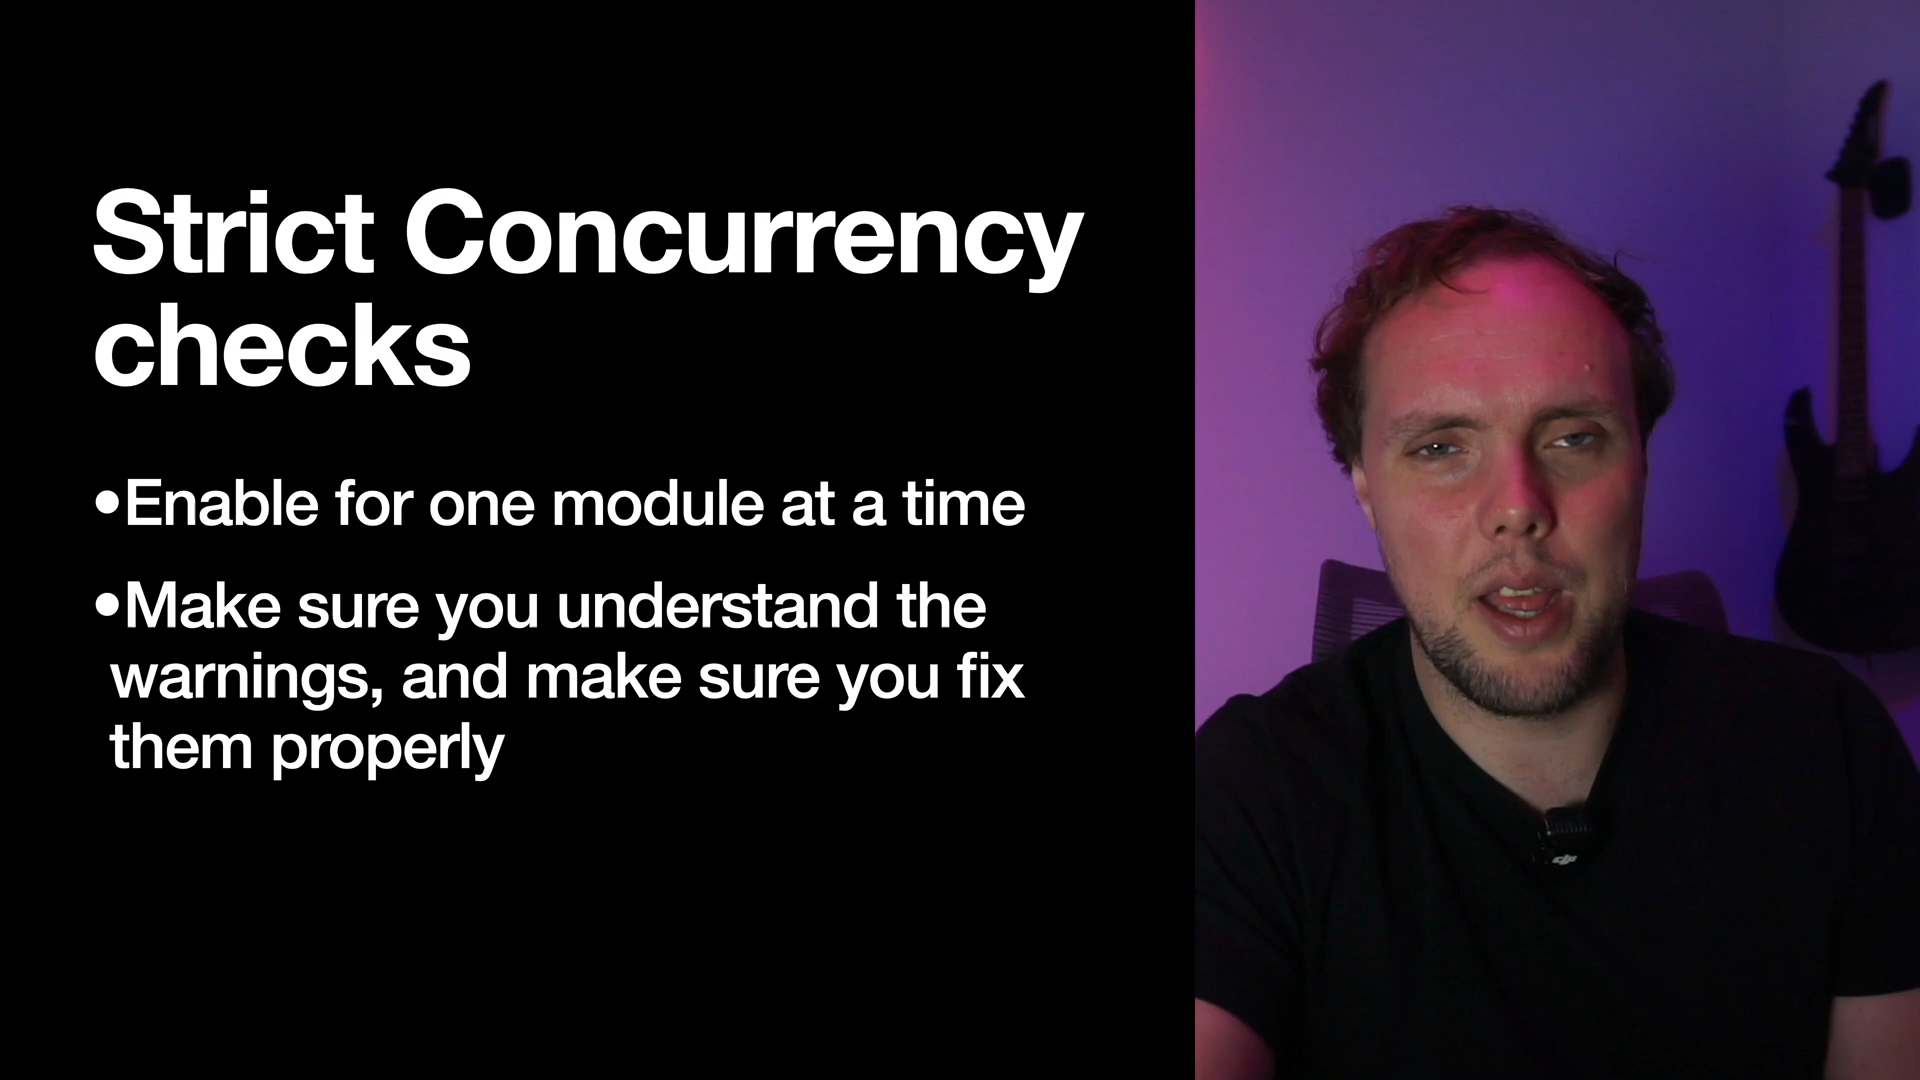 Strict Concurrency
checks
•Enable for one module at a time
•Make sure you understand the
warnings, and make sure you fix
them properly
dji